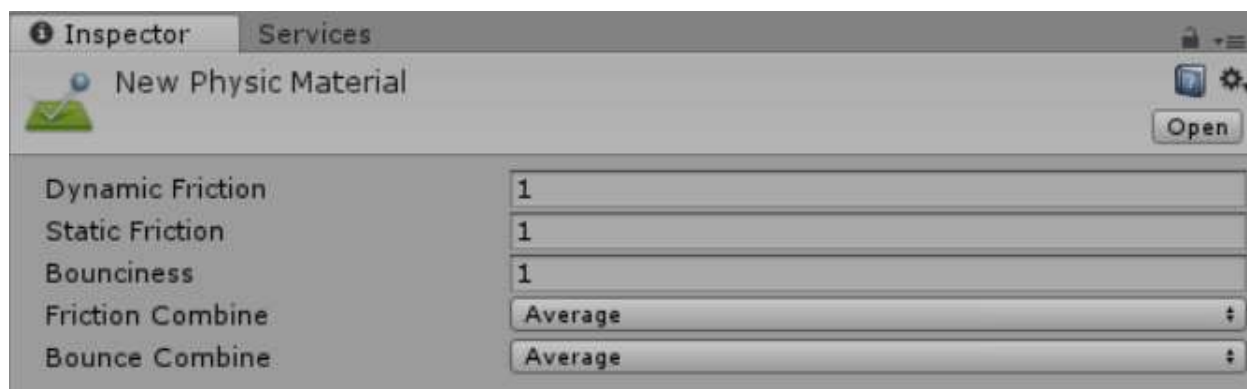 Inspector Services
New Physic Material
Open
Dynamic Friction 1
Static Friction 1
Bounciness 1
Friction Combine Average
Bounce Combine Average